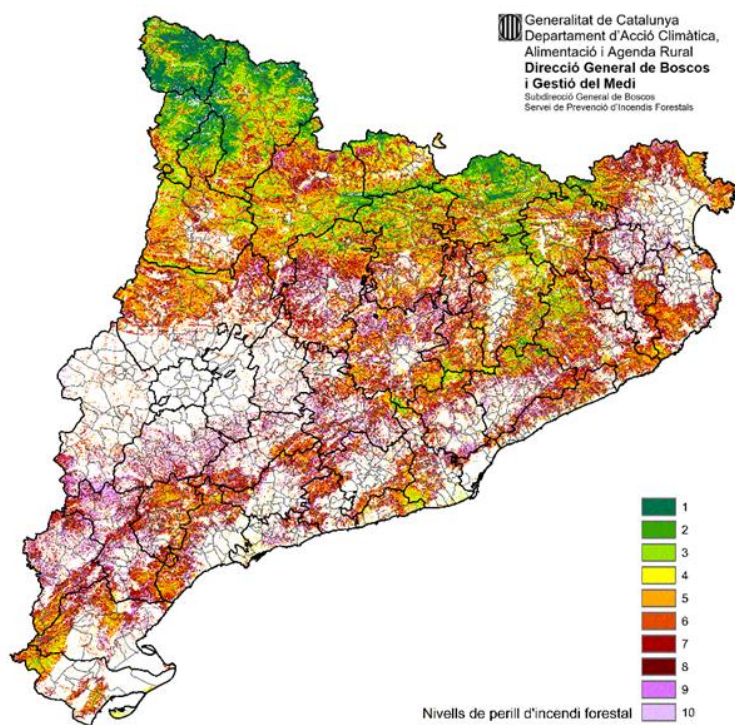 Generalitat de Catalunya
Departament d'Acció Climàtica,
Alimentació i Agenda Rural
Direcció General de Boscos
i Gestió del Medi
Subdirecció General de Boscos
Servei de Prevenció d'Incendis Forestals
1
2
3
4
5
6
7
8
9
10
Nivells de perill d'incendi forestal